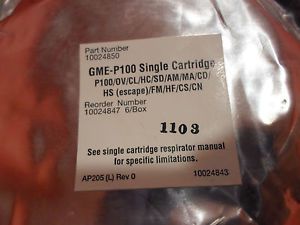 Part Number
10024850
GME-P100 Single Cartridge
P100/OV/CL/HC/SD/AM/MA/CD/
HS (escape)/FM/HF/CS/CN
Reorder Number
10024847 6/Box
1103
See single cartridge respirator manual
for specific limitations.
AP205 (L) Rev 0 10024843